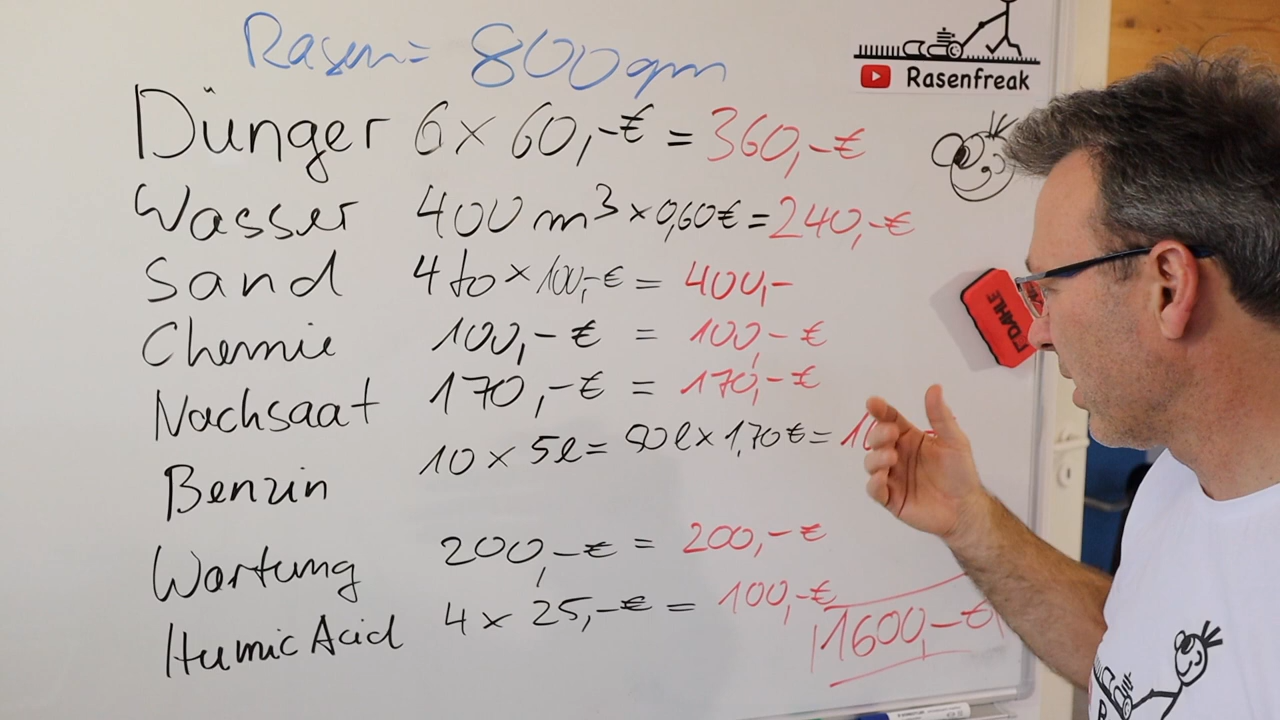 Rasen= 800qm
Rasenfreak
Dünger 6 x 60,-€ = 360,-€
Wasser 400 m³ x 0,60€ = 240,-€
Sand 4 to x 100,-€ = 400,-
DAHLE
Chemie 100,-€ = 100,-€
Nachsaat 170,-€ = 170,-€
Benzin 10 x 5l = 50l x 1,70€ =
Wartung 200,-€ = 200,-€
Humic Acid 4 x 25,-€ = 100,-€
1600,-€